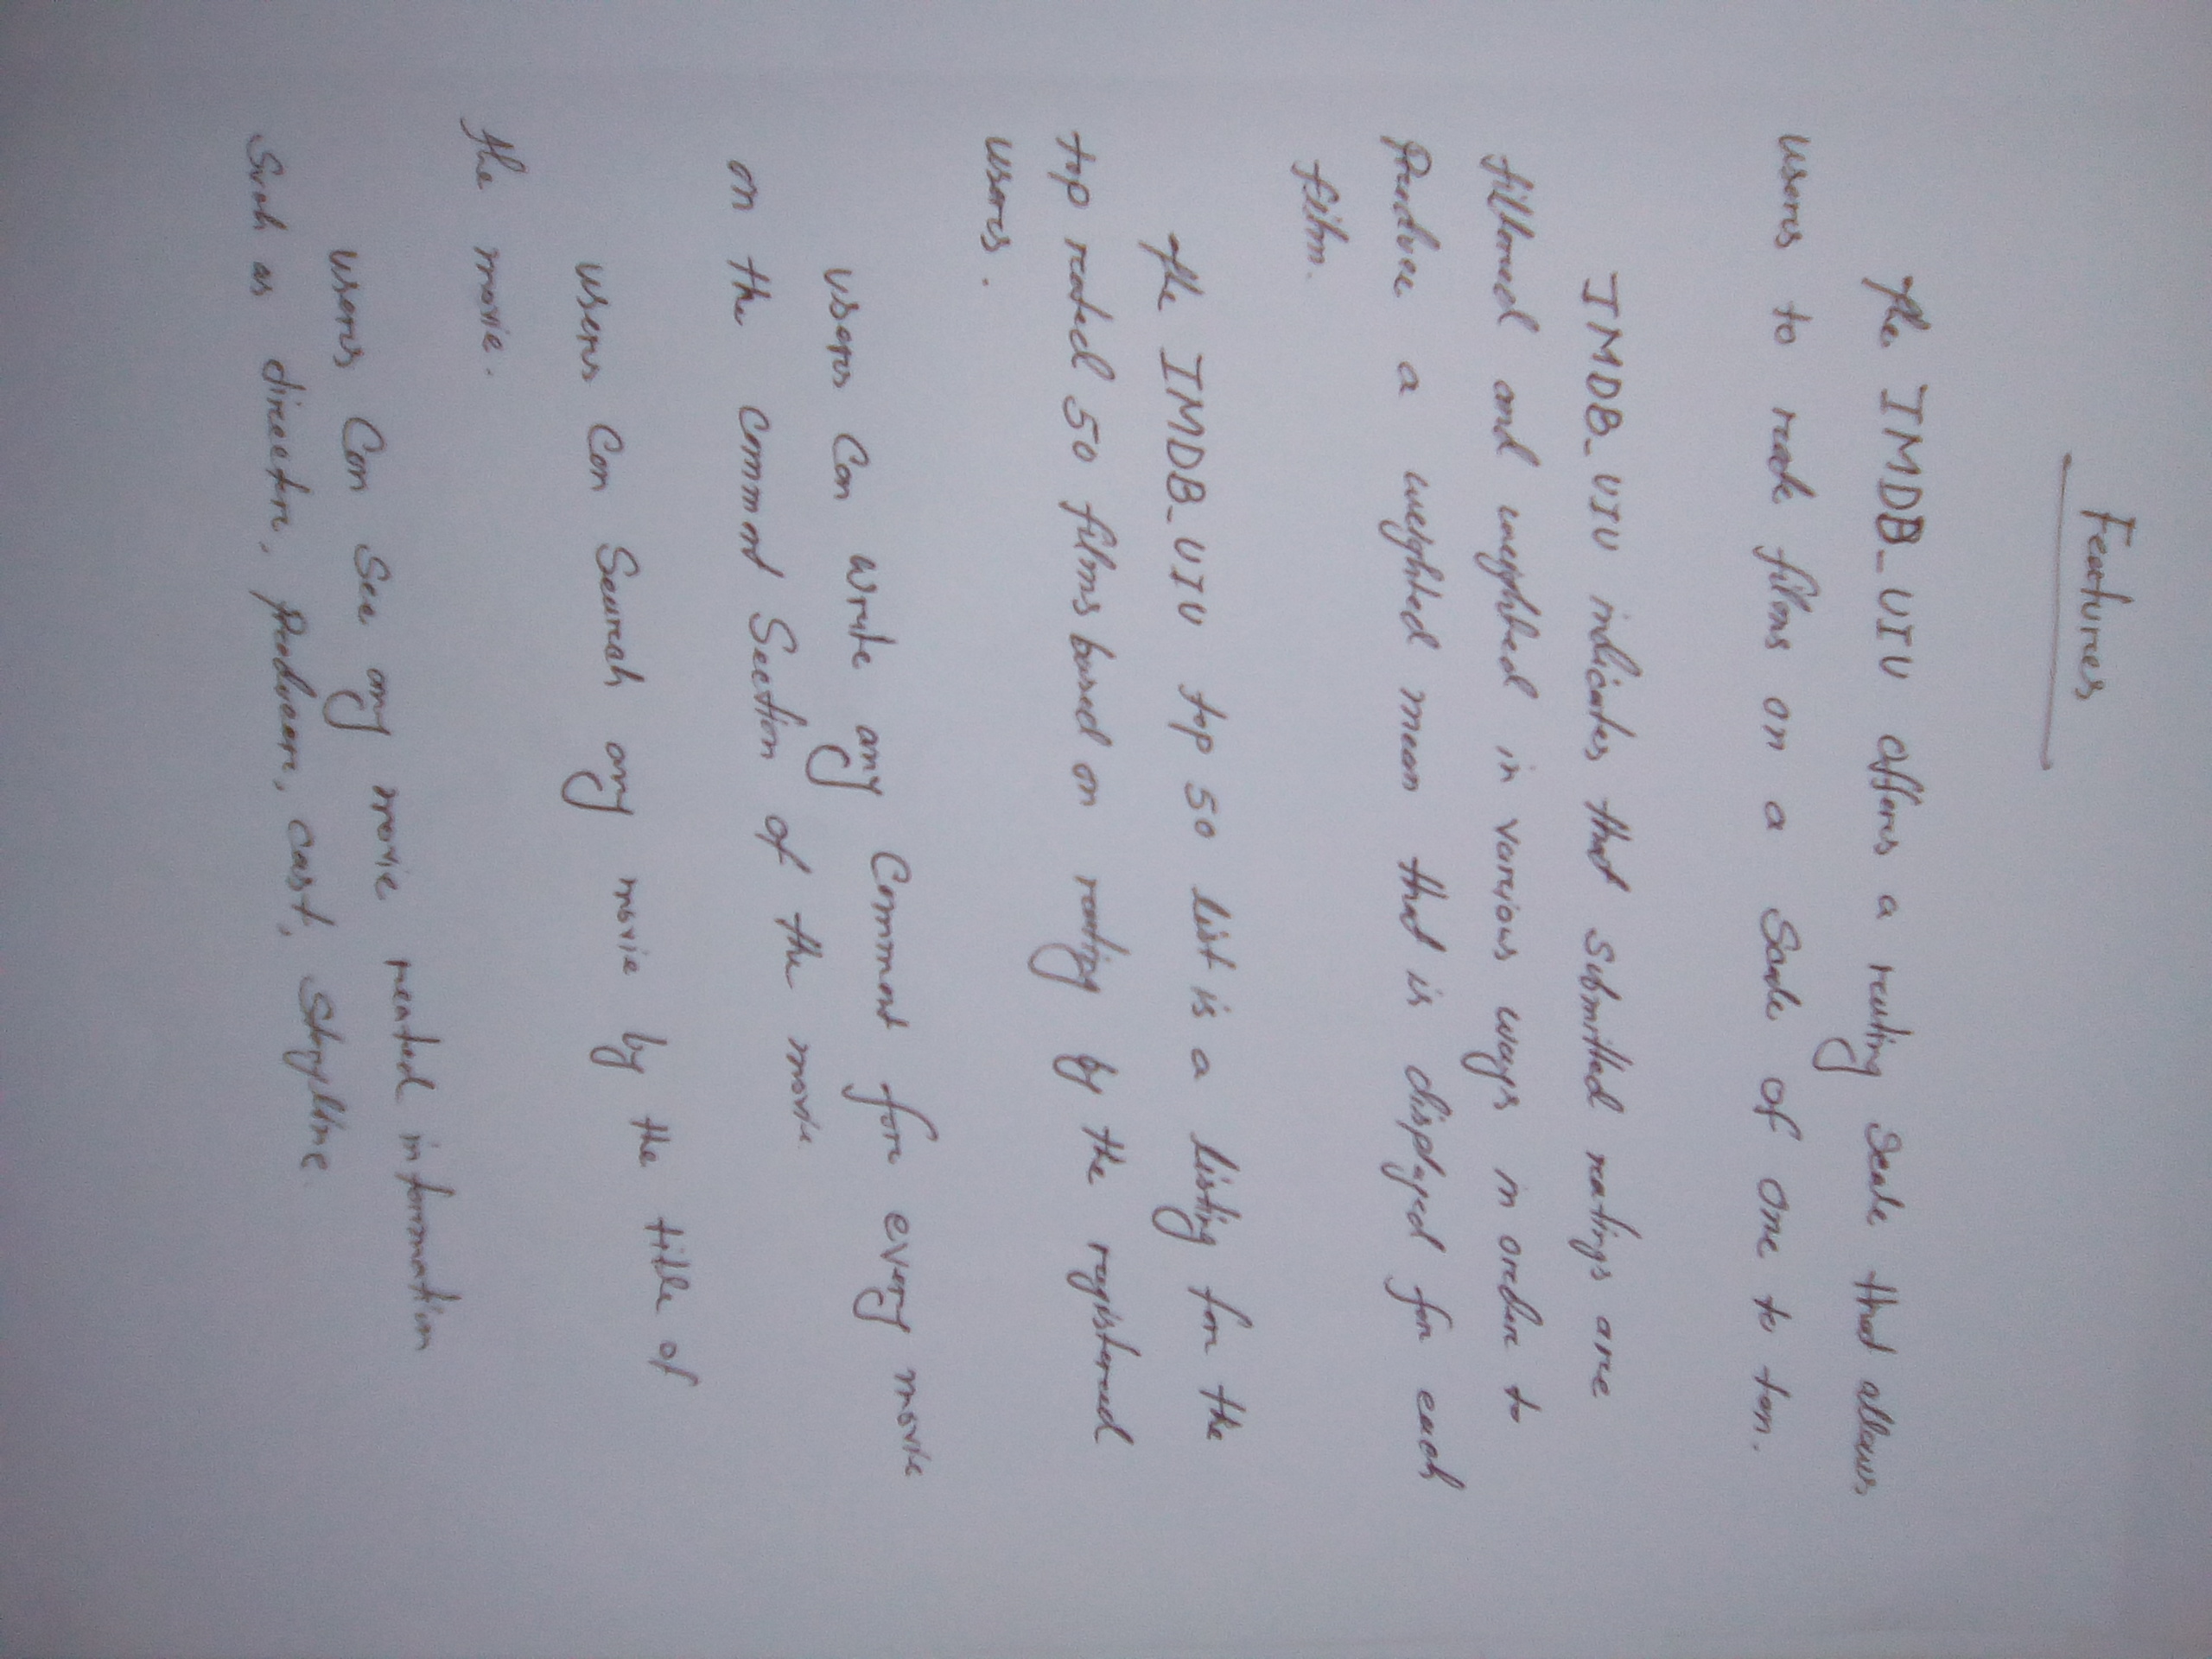 Features
The IMDB_UIU offers a rating scale that allows
users to rate films on a scale of one to ten.
IMDB_UIU indicates that submitted ratings are
filtered and weighted in various ways in order to
produce a weighted mean that is displayed for each
film.
The IMDB_UIU top 50 list is a listing for the
top rated 50 films based on rating by the registered
users.
users can write any comment for every movie
on the comment section of the movie
users can search any movie by the title of
the movie.
users can see any movie reated information
such as director, producer, cast, storyline